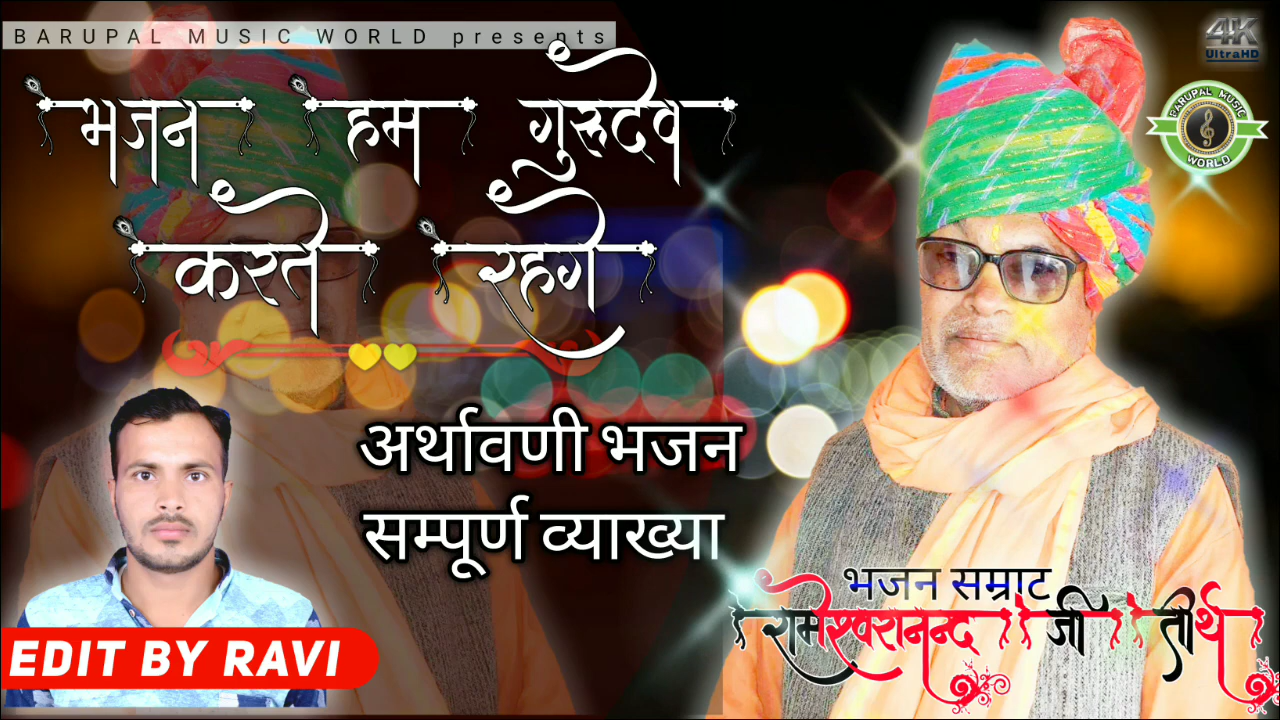 BARUPAL MUSIC WORLD presents
4K
UltraHD
BARUPAL MUSIC
WORLD
भजन हम गुरुदेव
करते रहगे
अर्थावणी भजन
सम्पूर्ण व्याख्या
भजन सम्राट
रामेश्वरानन्द जी तीर्थ
EDIT BY RAVI